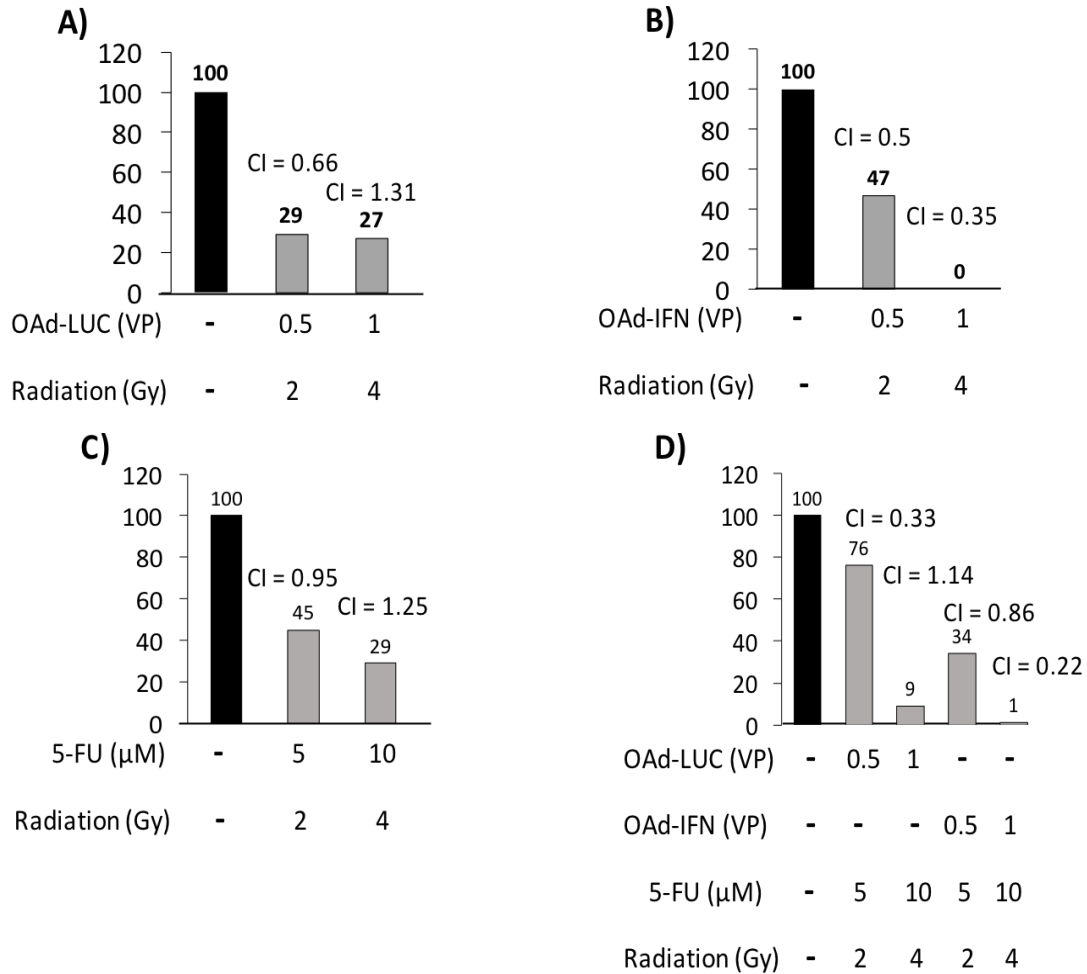 A)
120
100
80
60
40
20
0
100
CI = 0.66
29
CI = 1.31
27
OAd-LUC (VP) - 0.5 1
Radiation (Gy) - 2 4
B)
120
100
80
60
40
20
0
100
CI = 0.5
47
CI = 0.35
0
OAd-IFN (VP) - 0.5 1
Radiation (Gy) - 2 4
C)
120
100
80
60
40
20
0
100
CI = 0.95
45
CI = 1.25
29
5-FU (µM) - 5 10
Radiation (Gy) - 2 4
D)
120
100
80
60
40
20
0
100
CI = 0.33
76
CI = 1.14
9
CI = 0.86
34
CI = 0.22
1
OAd-LUC (VP) - 0.5 1 - -
OAd-IFN (VP) - - - 0.5 1
5-FU (µM) - 5 10 5 10
Radiation (Gy) - 2 4 2 4